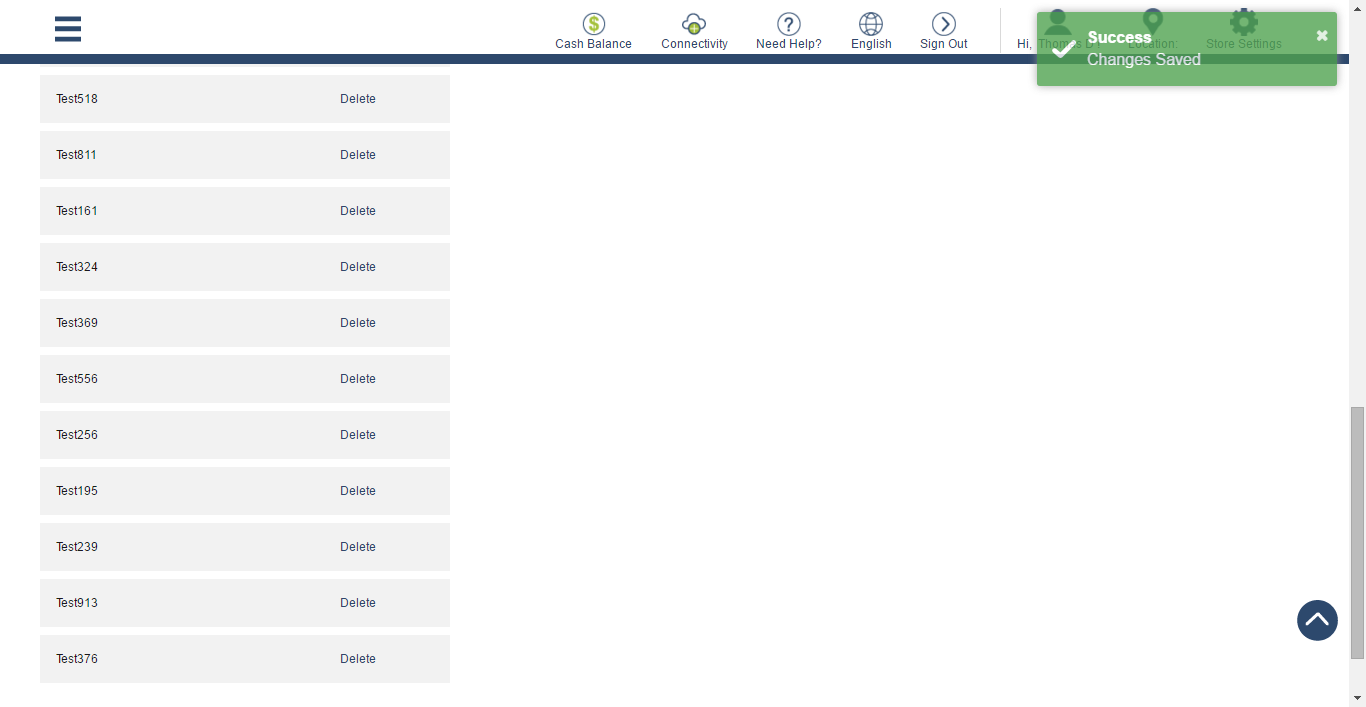 Cash Balance Connectivity Need Help? English Sign Out Hi, Thomas D Location: Store Settings
Success
Changes Saved
Test518 Delete
Test811 Delete
Test161 Delete
Test324 Delete
Test369 Delete
Test556 Delete
Test256 Delete
Test195 Delete
Test239 Delete
Test913 Delete
Test376 Delete